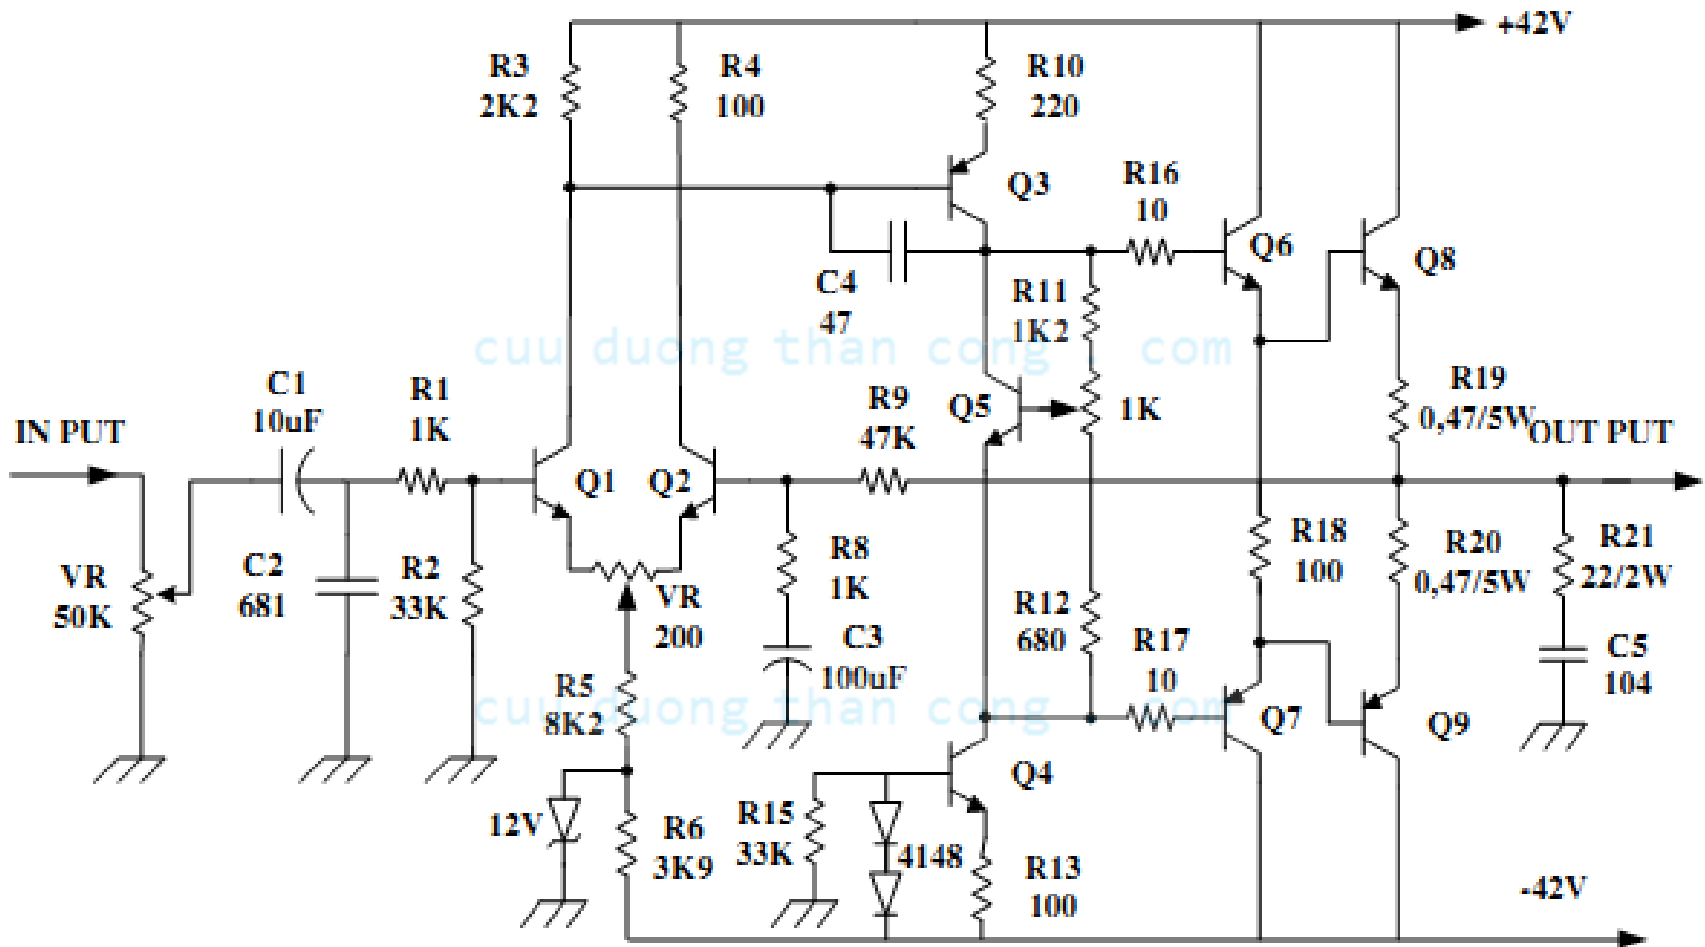 +42V
R3
2K2
R4
100
R10
220
Q3
R16
10
Q6
Q8
C4
47
R11
1K2
cuu duong than cong . com
C1
10uF
R1
1K
R9
47K
Q5
1K
R19
0,47/5W
IN PUT
OUT PUT
Q1
Q2
VR
50K
C2
681
R2
33K
VR
200
R8
1K
C3
100uF
R12
680
R18
100
R20
0,47/5W
R21
22/2W
R17
10
C5
104
R5
8K2
cuu duong than cong . com
Q7
Q9
Q4
12V
R6
3K9
R15
33K
4148
R13
100
-42V